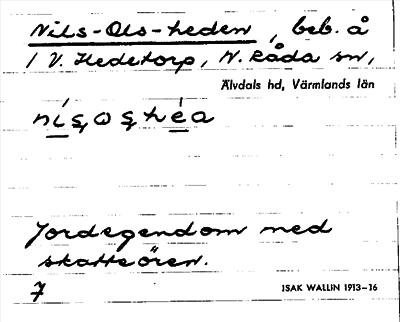 Nils-Ols-heden, beb. å
1 V. Hedetorp, N. Råda sn,
Älvdals hd, Värmlands län
Jordegendom med
skatteören.
7
ISAK WALLIN 1913–16